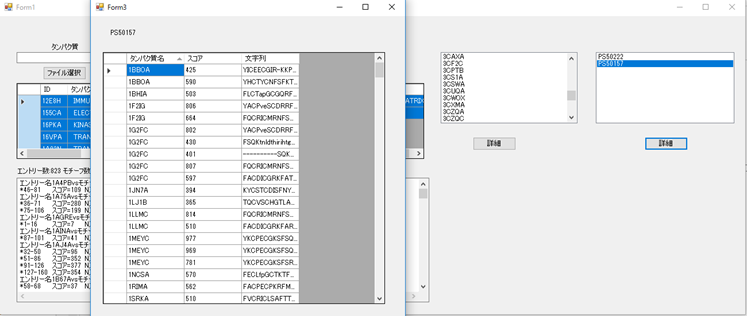 Form1
タンパク質
ファイル選択
ID タンパ
12E8H IMMU
15SCA ELEC
16PKA KINA
16VPA TRAN
エントリー数:823 モチーフ数
エントリー名1A4PBvsモチ
*46-81 スコア=109 N
エントリー名1A75Avsモチ
*35-70 スコア=280 N
*75-106 スコア=199 N
エントリー名1AGREvsモチ
*1-16 スコア=7 N
エントリー名1AINAvsモチ
*87-101 スコア=41 N
エントリー名1AJ4Avsモチ
*32-50 スコア=96 N
*51-86 スコア=352 N
*91-126 スコア=377 N
*127-160 スコア=354 N
エントリー名1B67Avsモチ
*58-68 スコア=37 N
Form3
PS50157
タンパク質名 スコア 文字列
1BBOA 425 YICEECGIR-KKP...
1BBOA 590 YHCTYCNFSFKT...
1BHIA 503 FLCTapGCGQRF...
1F2IG 806 YACPveSCDRRF...
1F2IG 664 FQCRICMRNFS...
1G2FC 802 YACPveSCDRRF...
1G2FC 430 FSQKtnldthirihtg...
1G2FC 401 ----------SQK...
1G2FC 807 FQCRICMRNFS...
1G2FC 597 FACDICGRKFAT...
1JN7A 394 KYCSTCDISFNY...
1LJ1B 365 TQCVSCHGTLA...
1LLMC 814 FQCRICMRNFS...
1LLMC 510 FACDICGRKFAR...
1MEYC 977 YKCPECGKSFSQ...
1MEYC 969 YKCPECGKSFSQ...
1MEYC 781 YKCPECGKSFSR...
1NCSA 570 FECLfpGCTKTF...
1RIMA 562 FACPECPKRFM...
1SRKA 510 FVCRICLSAFTT...
ATRIX
3CAXA
3CF2C
3CPTB
3CS1A
3CSWA
3CUQA
3CWOX
3CXMA
3CZQA
3CZQC
詳細
PS50222
PS50157
詳細